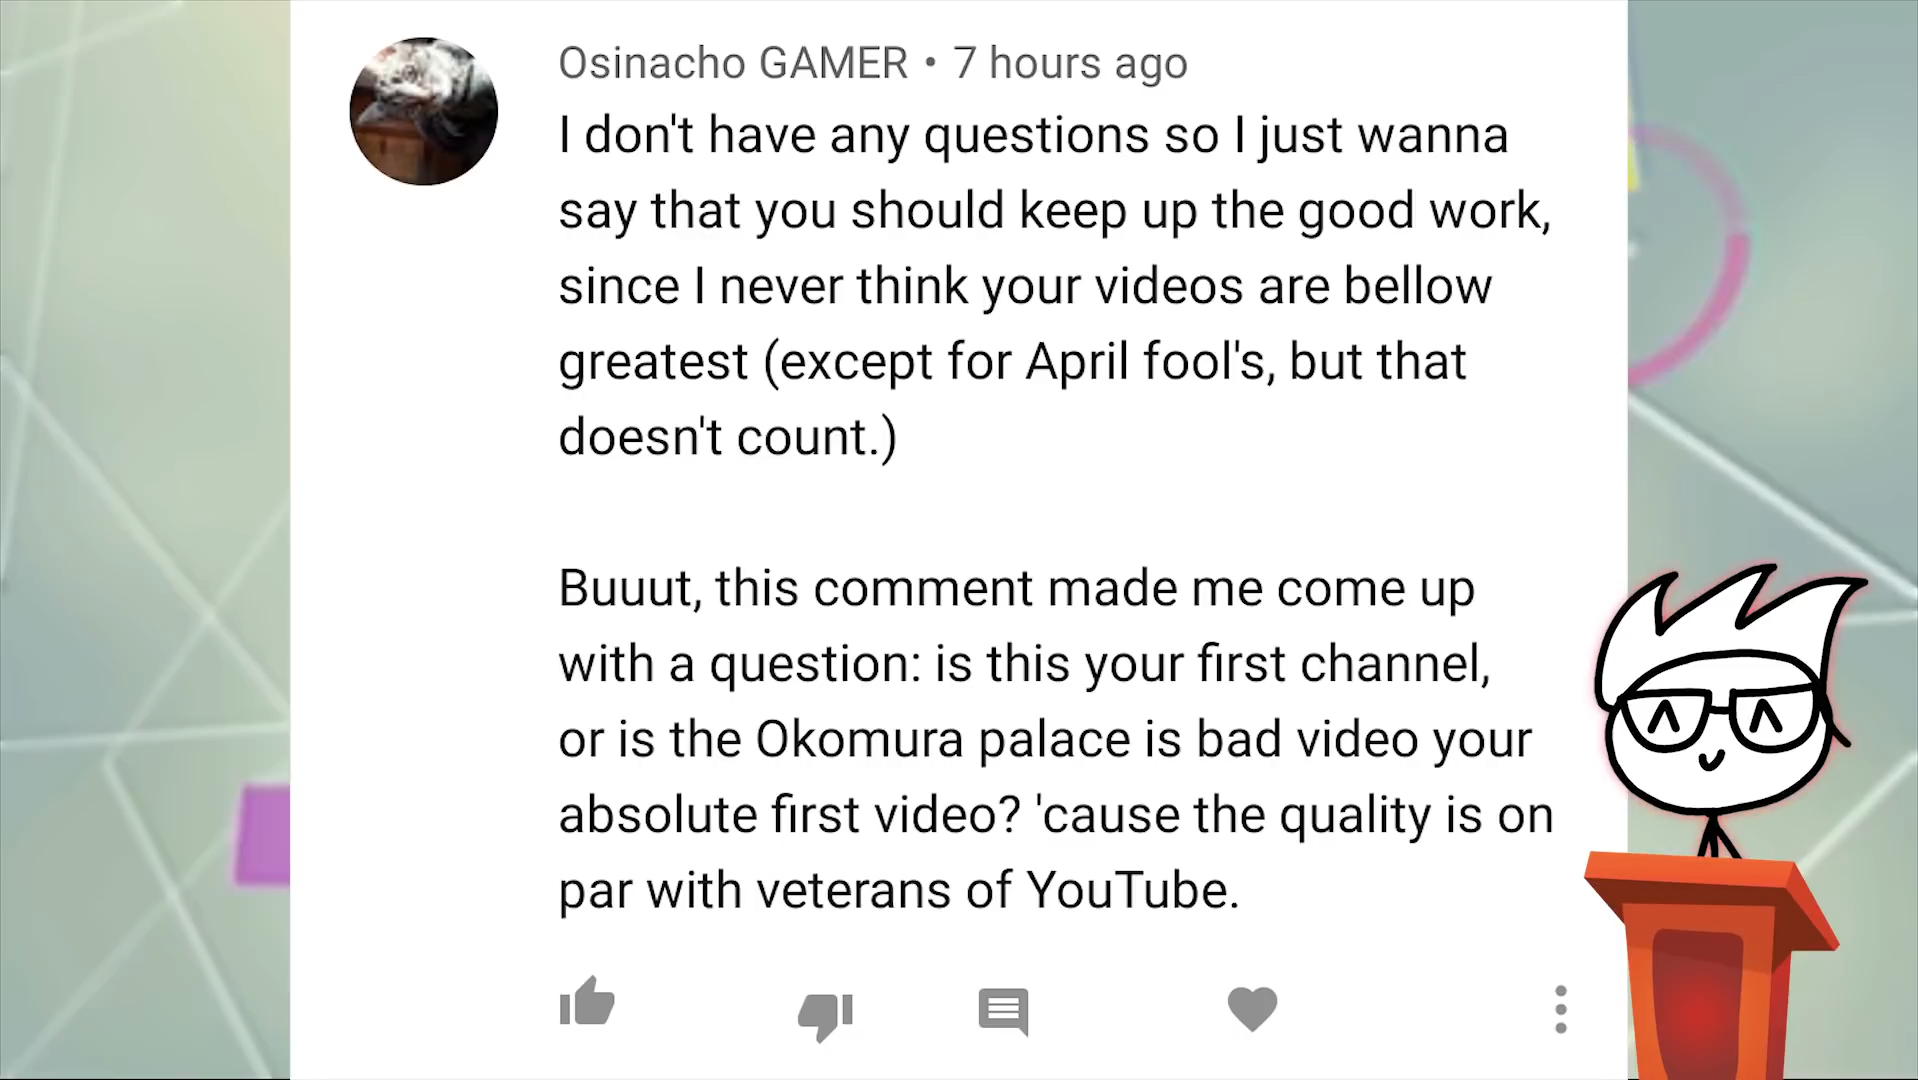 Osinacho GAMER • 7 hours ago
I don't have any questions so I just wanna
say that you should keep up the good work,
since I never think your videos are bellow
greatest (except for April fool's, but that
doesn't count.)
Buuut, this comment made me come up
with a question: is this your first channel,
or is the Okomura palace is bad video your
absolute first video? 'cause the quality is on
par with veterans of YouTube.